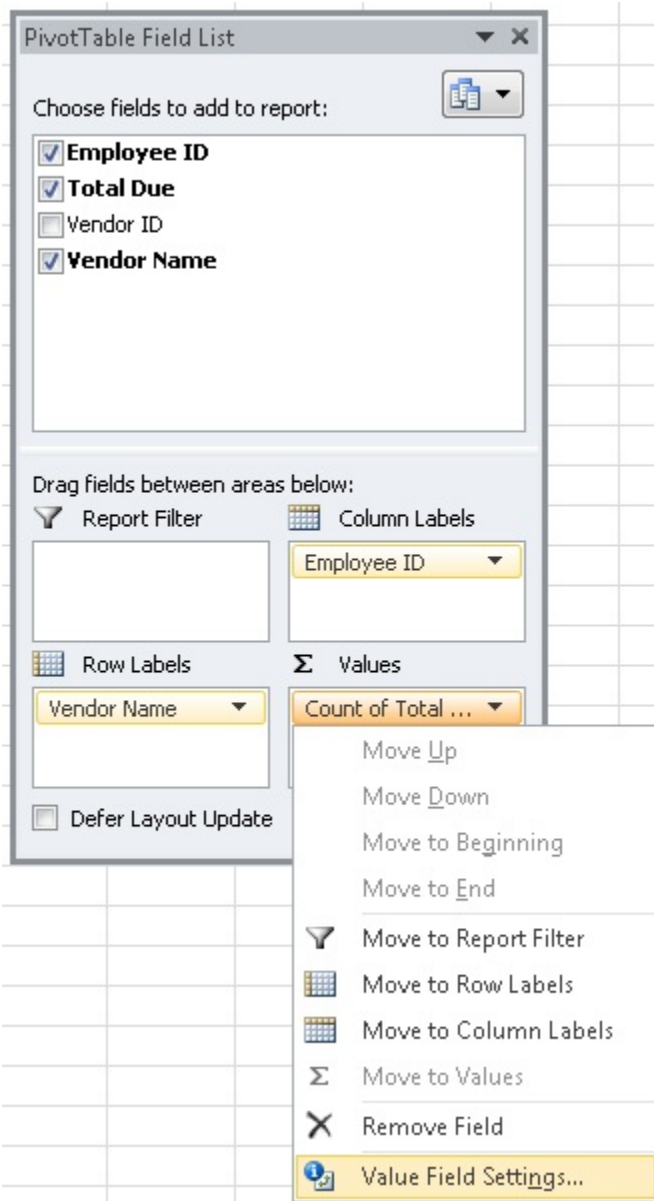 PivotTable Field List
Choose fields to add to report:
Employee ID
Total Due
Vendor ID
Vendor Name
Drag fields between areas below:
Report Filter
Column Labels
Employee ID
Row Labels
Σ Values
Vendor Name
Count of Total ...
Defer Layout Update
Move Up
Move Down
Move to Beginning
Move to End
Move to Report Filter
Move to Row Labels
Move to Column Labels
Σ Move to Values
Remove Field
Value Field Settings...